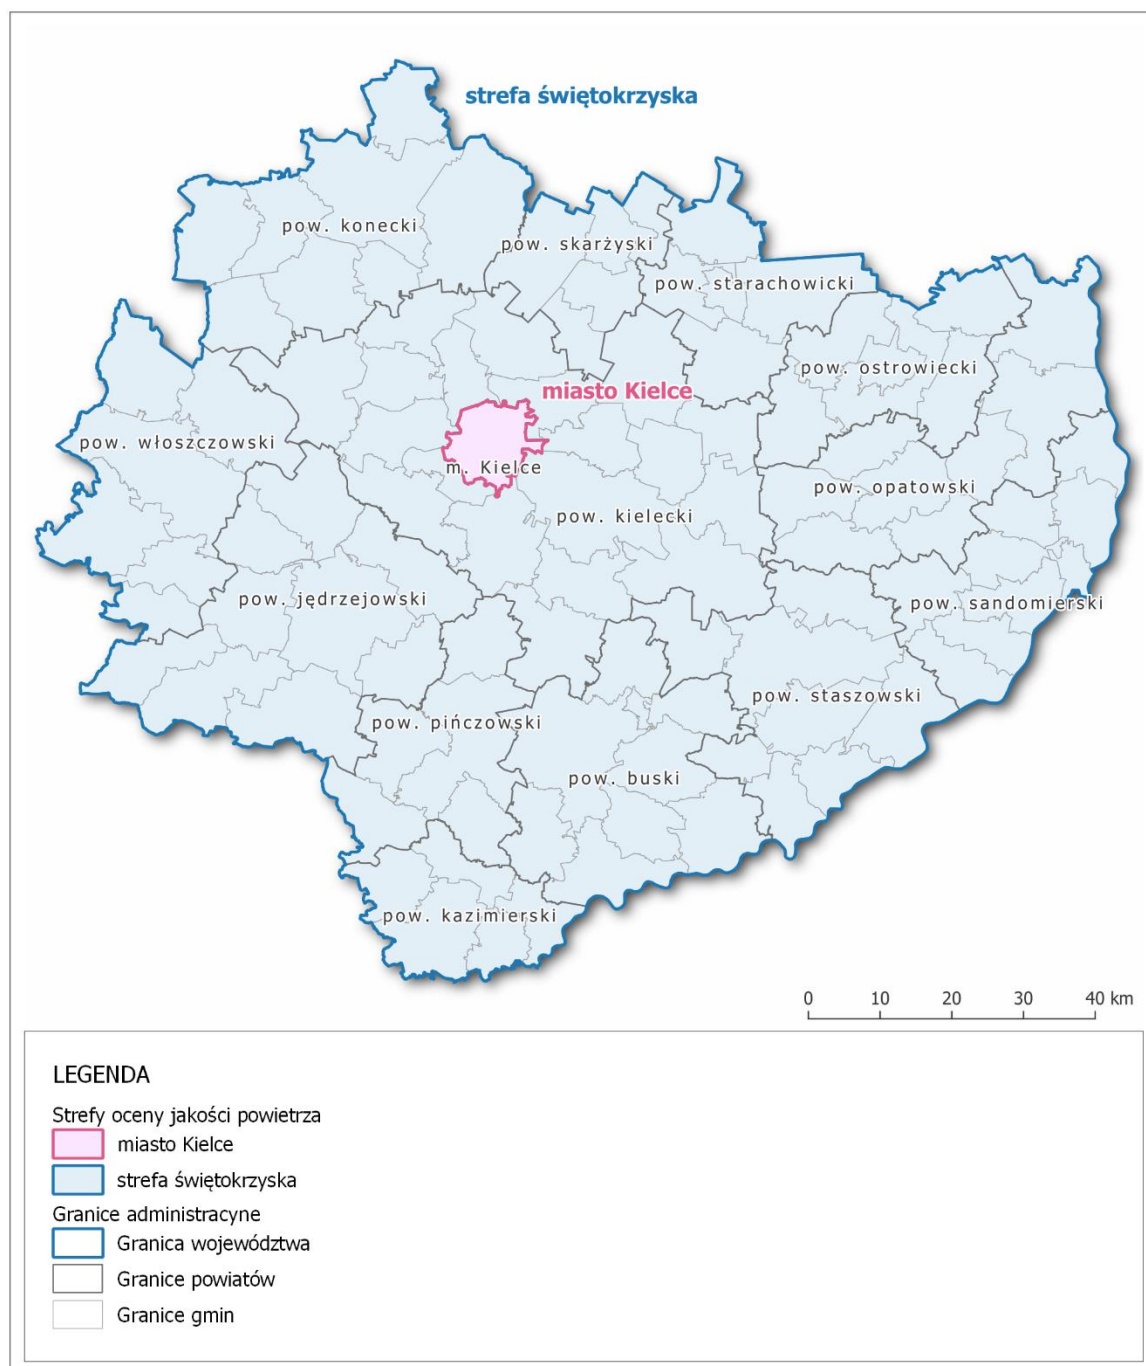 strefa świętokrzyska
pow. konecki
pow. skarżyski
pow. starachowicki
pow. ostrowiecki
miasto Kielce
pow. włoszczowski
m. Kielce
pow. opatowski
pow. kielecki
pow. jędrzejowski
pow. sandomierski
pow. staszowski
pow. pińczowski
pow. buski
pow. kazimierski
0 10 20 30 40 km
LEGENDA
Strefy oceny jakości powietrza
miasto Kielce
strefa świętokrzyska
Granice administracyne
Granica województwa
Granice powiatów
Granice gmin